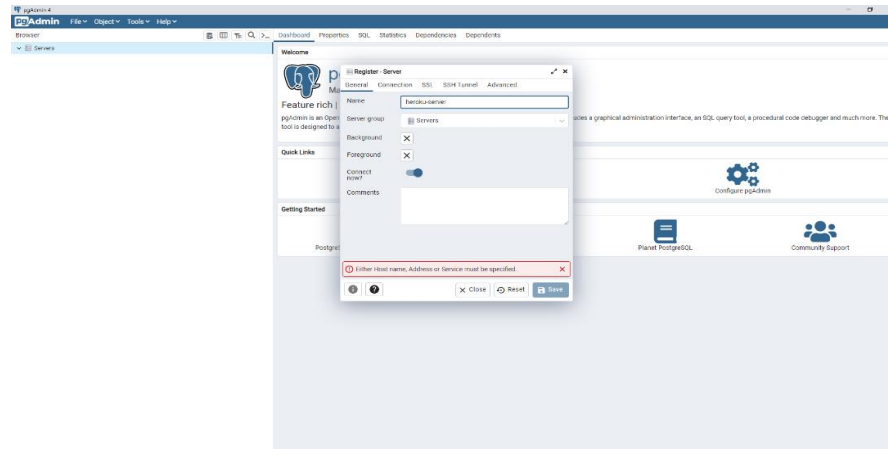 pgAdmin 4
PgAdmin File Object Tools Help
Browser
Dashboard Properties SQL Statistics Dependencies Dependents
Servers
Welcome
Register - Server
General Connection SSL SSH Tunnel Advanced
Feature rich |
Name heroku-server
pgAdmin is an Open
udes a graphical administration interface, an SQL query tool, a procedural code debugger and much more. The
tool is designed to a
Server group Servers
Background
Quick Links
Foreground
Connect now?
Configure pgAdmin
Comments
Getting Started
Postgre
Planet PostgreSQL
Community Support
Either Host name, Address or Service must be specified.
Close Reset Save